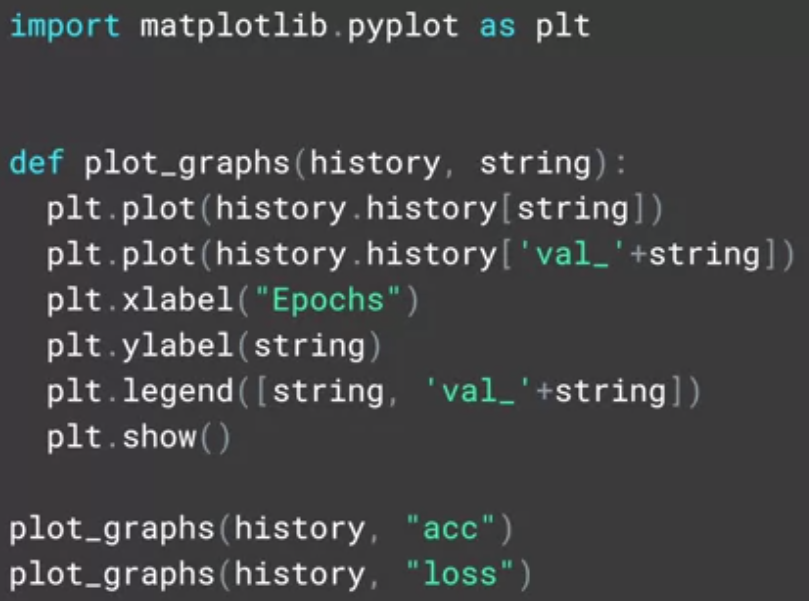 import matplotlib.pyplot as plt
def plot_graphs(history, string):
  plt.plot(history.history[string])
  plt.plot(history.history['val_'+string])
  plt.xlabel("Epochs")
  plt.ylabel(string)
  plt.legend([string, 'val_'+string])
  plt.show()
plot_graphs(history, "acc")
plot_graphs(history, "loss")